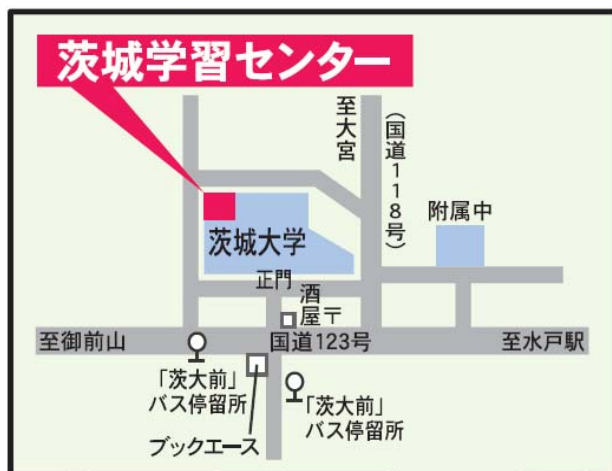 茨城学習センター
至大宮
(国道118号)
附属中
茨城大学
正門
酒屋
〒
至御前山
国道123号
至水戸駅
「茨大前」
バス停留所
「茨大前」
バス停留所
ブックエース